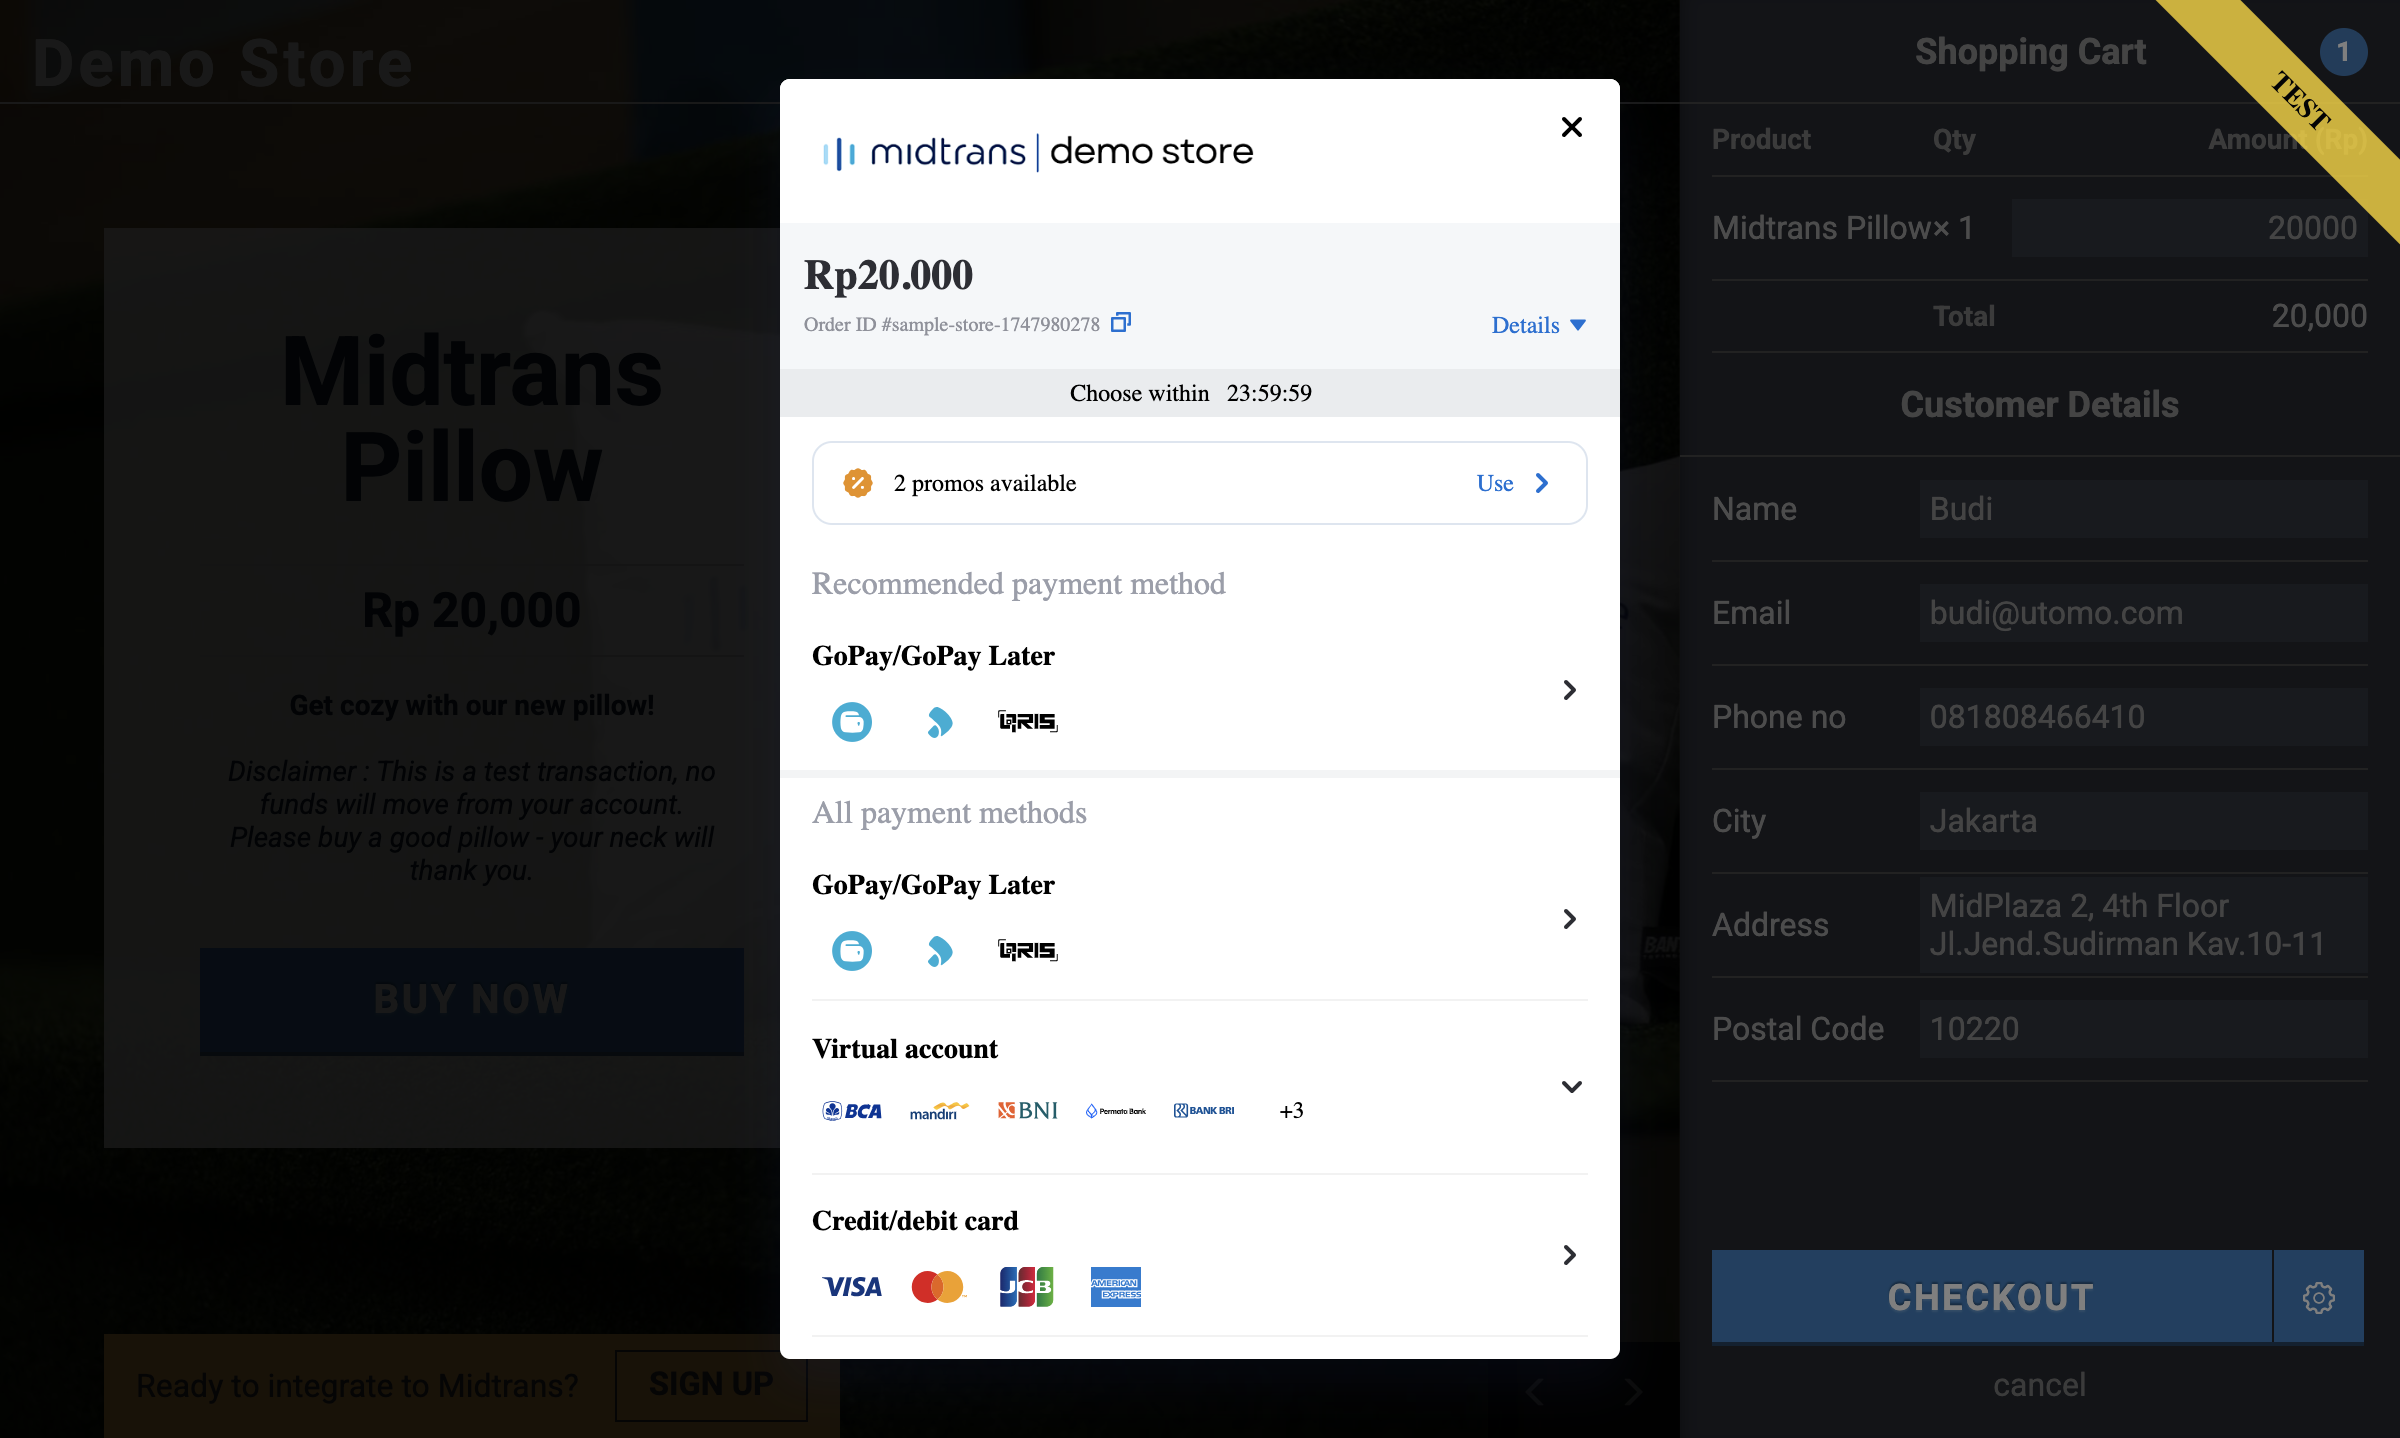 Demo Store
Midtrans
Pillow
Rp 20,000
Get cozy with our new pillow!
Disclaimer : This is a test transaction, no
funds will move from your account.
Please buy a good pillow - your neck will
thank you.
BUY NOW
Ready to integrate to Midtrans?
SIGN UP
midtrans demo store
Rp20.000
Order ID #sample-store-1747980278
Details
Choose within 23:59:59
2 promos available
Use
Recommended payment method
GoPay/GoPay Later
QRIS
All payment methods
GoPay/GoPay Later
QRIS
Virtual account
BCA mandiri BNI Permata Bank BANK BRI +3
Credit/debit card
VISA JCB AMERICAN EXPRESS
Shopping Cart
1
TEST
Product Qty Amount (Rp)
Midtrans Pillow × 1 20000
Total 20,000
Customer Details
Name Budi
Email budi@utomo.com
Phone no 081808466410
City Jakarta
Address MidPlaza 2, 4th Floor
Jl.Jend.Sudirman Kav.10-11
Postal Code 10220
CHECKOUT
cancel